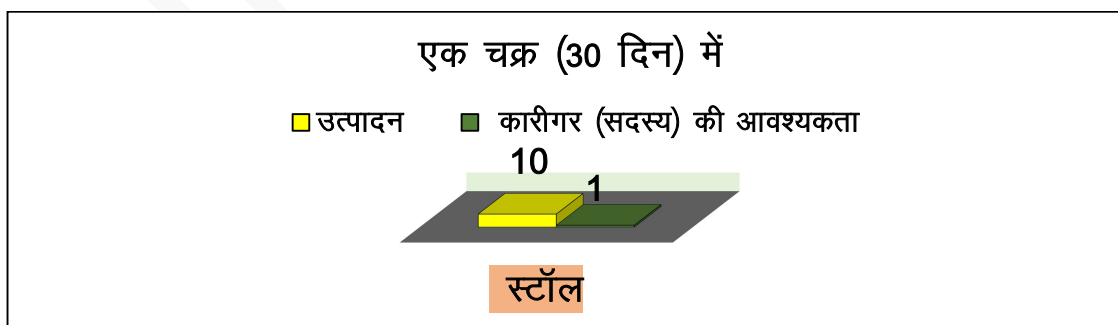 एक चक्र (30 दिन) में
उत्पादन कारीगर (सदस्य) की आवश्यकता
10
1
स्टॉल